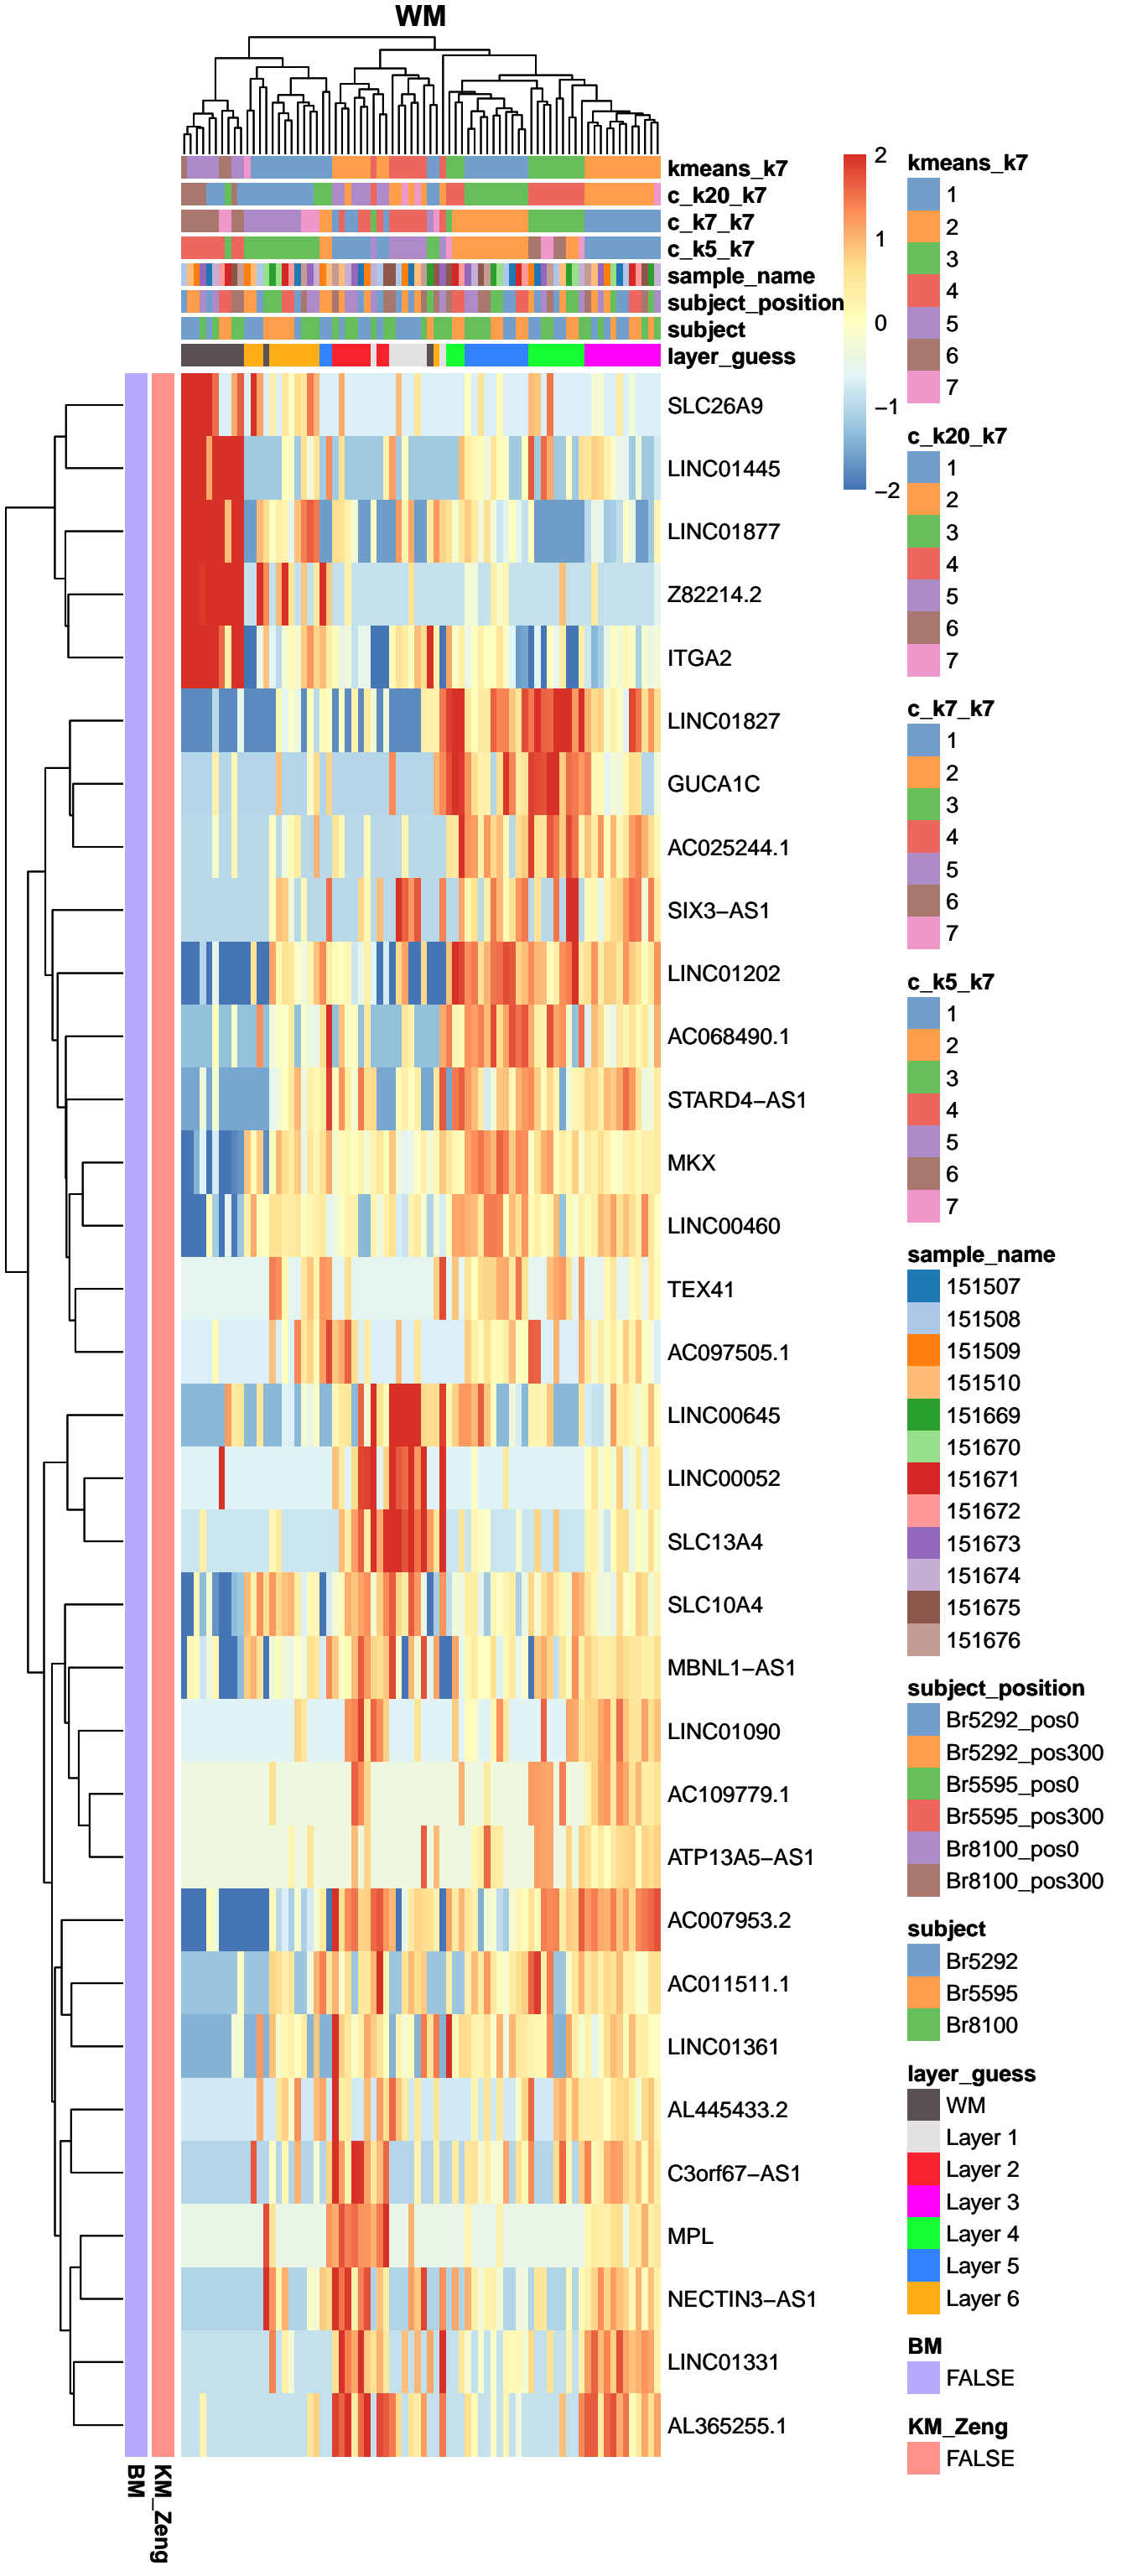 WM
kmeans_k7
c_k20_k7
c_k7_k7
c_k5_k7
sample_name
subject_position
subject
layer_guess
SLC26A9
LINC01445
LINC01877
Z82214.2
ITGA2
LINC01827
GUCA1C
AC025244.1
SIX3−AS1
LINC01202
AC068490.1
STARD4−AS1
MKX
LINC00460
TEX41
AC097505.1
LINC00645
LINC00052
SLC13A4
SLC10A4
MBNL1−AS1
LINC01090
AC109779.1
ATP13A5−AS1
AC007953.2
AC011511.1
LINC01361
AL445433.2
C3orf67−AS1
MPL
NECTIN3−AS1
LINC01331
AL365255.1
BM
KM_Zeng
2
1
0
−1
−2
kmeans_k7
1
2
3
4
5
6
7
c_k20_k7
1
2
3
4
5
6
7
c_k7_k7
1
2
3
4
5
6
7
c_k5_k7
1
2
3
4
5
6
7
sample_name
151507
151508
151509
151510
151669
151670
151671
151672
151673
151674
151675
151676
subject_position
Br5292_pos0
Br5292_pos300
Br5595_pos0
Br5595_pos300
Br8100_pos0
Br8100_pos300
subject
Br5292
Br5595
Br8100
layer_guess
WM
Layer 1
Layer 2
Layer 3
Layer 4
Layer 5
Layer 6
BM
FALSE
KM_Zeng
FALSE